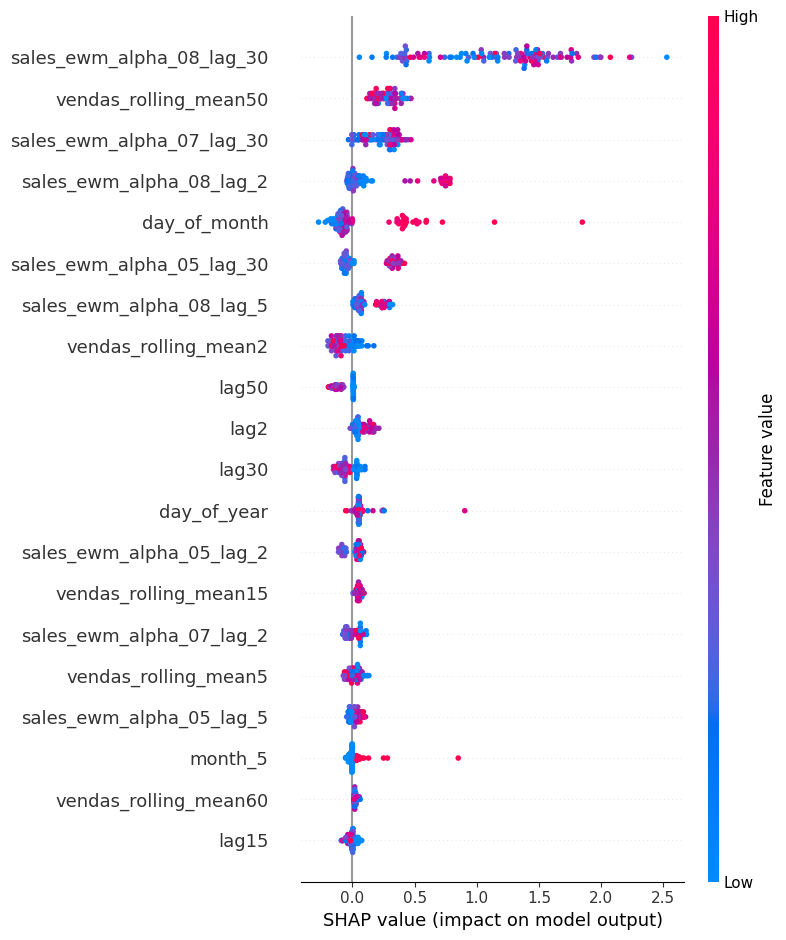 High
sales_ewm_alpha_08_lag_30
vendas_rolling_mean50
sales_ewm_alpha_07_lag_30
sales_ewm_alpha_08_lag_2
day_of_month
sales_ewm_alpha_05_lag_30
sales_ewm_alpha_08_lag_5
vendas_rolling_mean2
lag50
lag2
lag30
day_of_year
sales_ewm_alpha_05_lag_2
vendas_rolling_mean15
sales_ewm_alpha_07_lag_2
vendas_rolling_mean5
sales_ewm_alpha_05_lag_5
month_5
vendas_rolling_mean60
lag15
Feature value
Low
0.0 0.5 1.0 1.5 2.0 2.5
SHAP value (impact on model output)